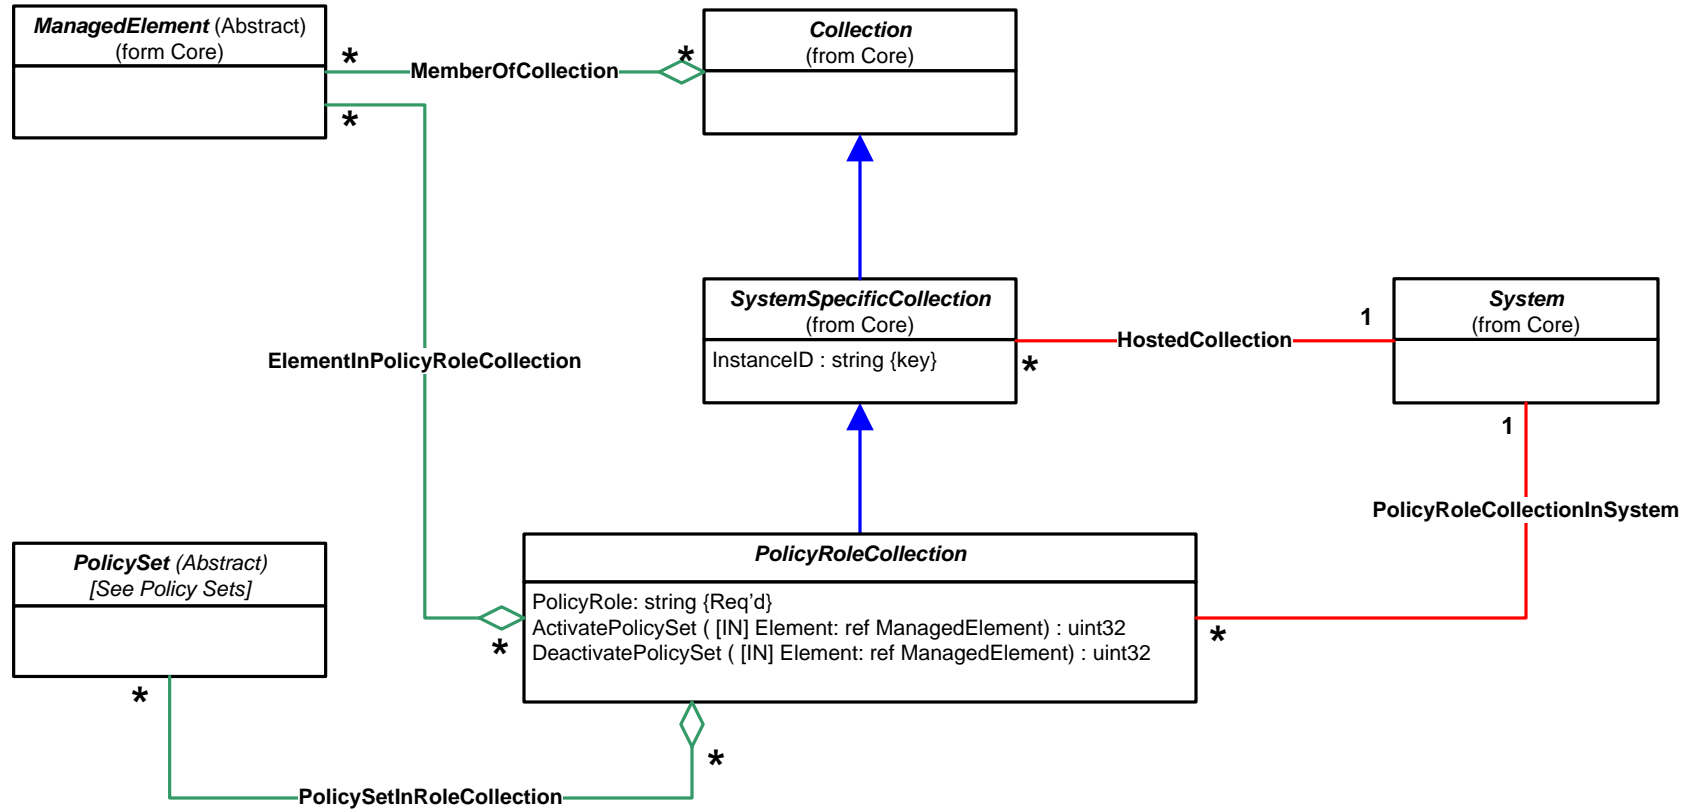 ManagedElement (Abstract)
(form Core)
*
MemberOfCollection
*
Collection
(from Core)
*
SystemSpecificCollection
(from Core)
InstanceID : string {key}
*
HostedCollection
1
System
(from Core)
ElementInPolicyRoleCollection
1
PolicyRoleCollectionInSystem
PolicySet (Abstract)
[See Policy Sets]
PolicyRoleCollection
PolicyRole: string {Req’d}
ActivatePolicySet ( [IN] Element: ref ManagedElement) : uint32
DeactivatePolicySet ( [IN] Element: ref ManagedElement) : uint32
*
*
*
*
PolicySetInRoleCollection